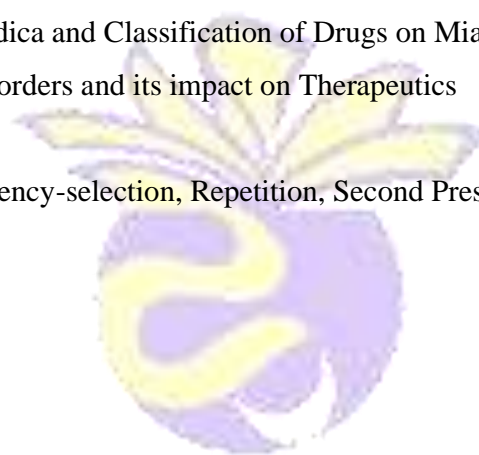 dica and Classification of Drugs on Mia
orders and its impact on Therapeutics
ency-selection, Repetition, Second Pres